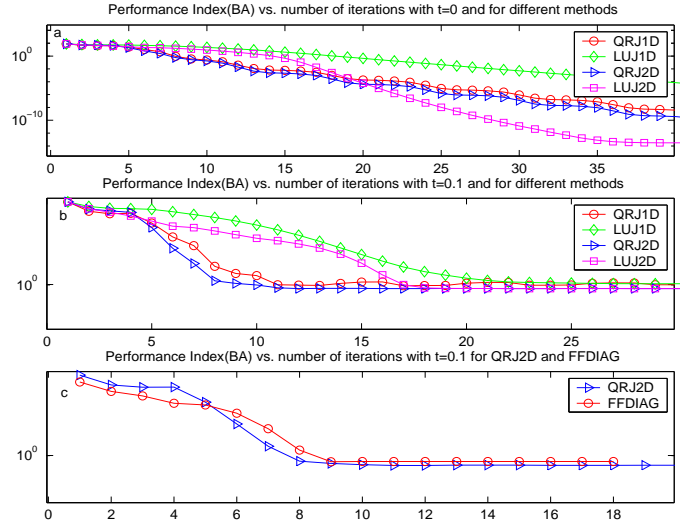 Performance Index(BA) vs. number of iterations with t=0 and for different methods
a
10^0
10^-10
QRJ1D
LUJ1D
QRJ2D
LUJ2D
0 5 10 15 20 25 30 35
Performance Index(BA) vs. number of iterations with t=0.1 and for different methods
b
10^0
QRJ1D
LUJ1D
QRJ2D
LUJ2D
0 5 10 15 20 25
Performance Index(BA) vs. number of iterations with t=0.1 for QRJ2D and FFDIAG
c
10^0
QRJ2D
FFDIAG
0 2 4 6 8 10 12 14 16 18